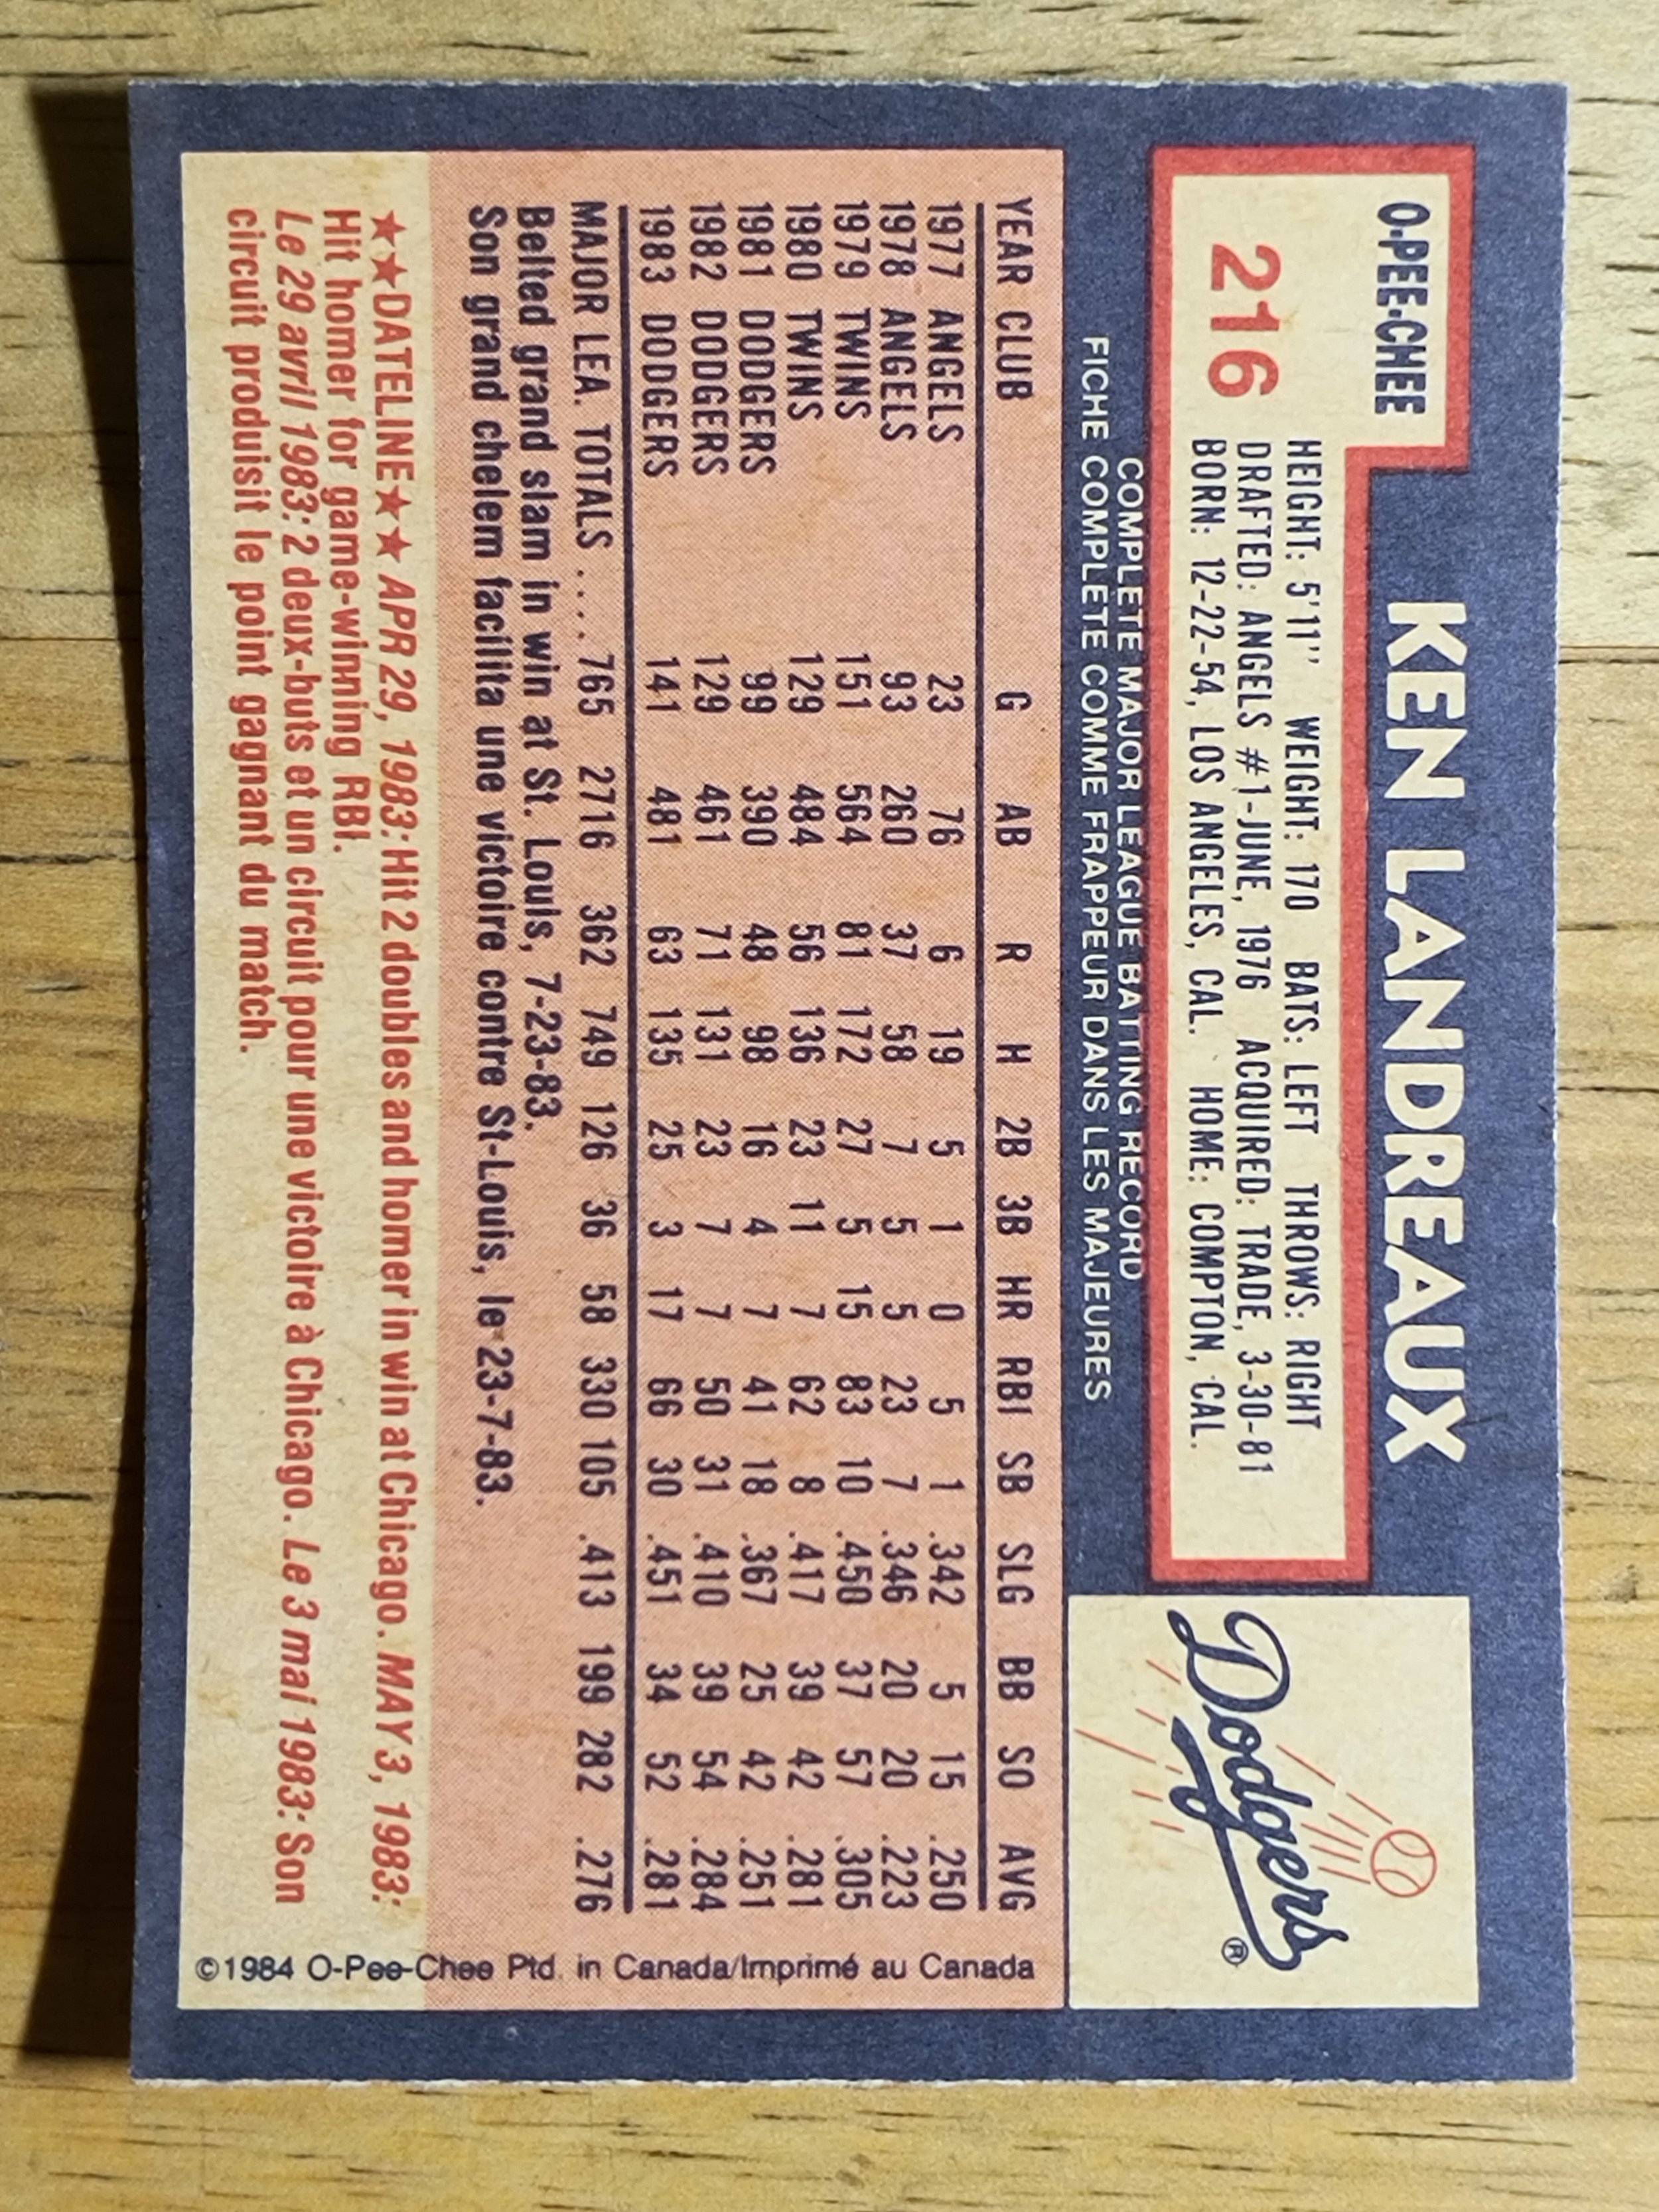 O-PEE-CHEE
KEN LANDREAUX
216
HEIGHT: 5'11" WEIGHT: 170 BATS: LEFT THROWS: RIGHT
DRAFTED: ANGELS #1-JUNE, 1976 ACQUIRED: TRADE, 3-30-81
BORN: 12-22-54, LOS ANGELES, CAL. HOME: COMPTON, CAL.
Dodgers®
COMPLETE MAJOR LEAGUE BATTING RECORD
FICHE COMPLÈTE COMME FRAPPEUR DANS LES MAJEURES
YEAR CLUB G AB R H 2B 3B HR RBI SB SLG BB SO AVG
1977 ANGELS 23 76 6 19 5 1 0 5 1 .342 5 15 .250
1978 ANGELS 93 260 37 58 7 5 5 23 7 .346 20 20 .223
1979 TWINS 151 564 81 172 27 5 15 83 10 .450 37 57 .305
1980 TWINS 129 484 56 136 23 11 7 62 8 .417 39 42 .281
1981 DODGERS 99 390 48 98 16 4 7 41 18 .367 25 42 .251
1982 DODGERS 129 461 71 131 23 7 7 50 31 .410 39 54 .284
1983 DODGERS 141 481 63 135 25 3 17 66 30 .451 34 52 .281
MAJOR LEA. TOTALS .... 765 2716 362 749 126 36 58 330 105 .413 199 282 .276
Belted grand slam in win at St. Louis, 7-23-83.
Son grand chelem facilita une victoire contre St-Louis, le 23-7-83.
★★DATELINE★★ APR 29, 1983: Hit 2 doubles and homer in win at Chicago. MAY 3, 1983:
Hit homer for game-winning RBI.
Le 29 avril 1983: 2 deux-buts et un circuit pour une victoire à Chicago. Le 3 mai 1983: Son
circuit produisit le point gagnant du match.
©1984 O-Pee-Chee Ptd. in Canada/Imprimé au Canada